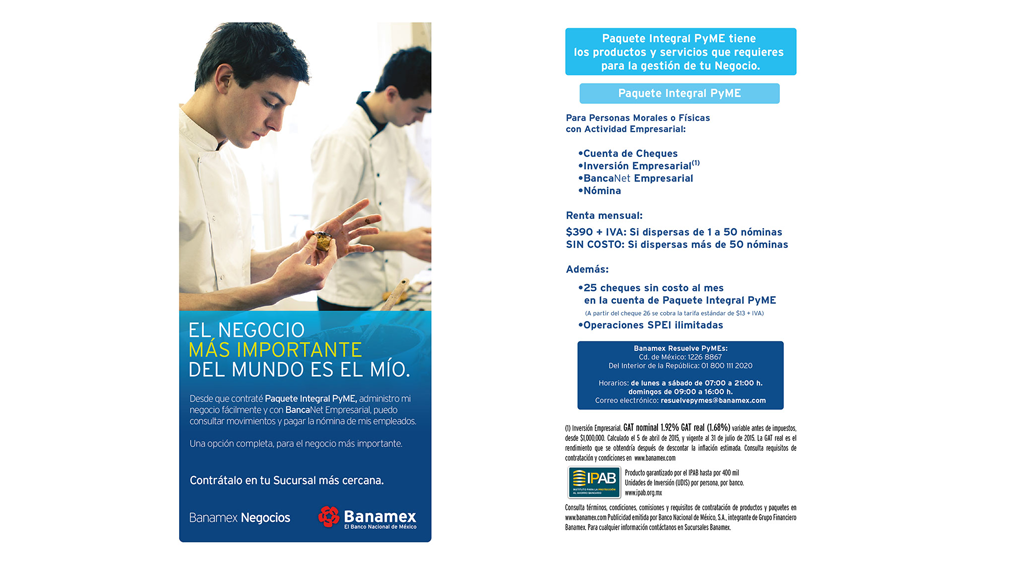 EL NEGOCIO
MÁS IMPORTANTE
DEL MUNDO ES EL MÍO.
Desde que contraté Paquete Integral PyME, administro mi
negocio fácilmente y con BancaNet Empresarial, puedo
consultar movimientos y pagar la nómina de mis empleados.
Una opción completa, para el negocio más importante.
Contrátalo en tu Sucursal más cercana.
Banamex Negocios
Banamex
El Banco Nacional de México
Paquete Integral PyME tiene
los productos y servicios que requieres
para la gestión de tu Negocio.
Paquete Integral PyME
Para Personas Morales o Físicas
con Actividad Empresarial:
•Cuenta de Cheques
•Inversión Empresarial(1)
•BancaNet Empresarial
•Nómina
Renta mensual:
$390 + IVA: Si dispersas de 1 a 50 nóminas
SIN COSTO: Si dispersas más de 50 nóminas
Además:
•25 cheques sin costo al mes
en la cuenta de Paquete Integral PyME
(A partir del cheque 26 se cobra la tarifa estándar de $13 + IVA)
•Operaciones SPEI ilimitadas
Banamex Resuelve PyMEs:
Cd. de México: 1226 8867
Del Interior de la República: 01 800 111 2020
Horarios: de lunes a sábado de 07:00 a 21:00 h.
domingos de 09:00 a 16:00 h.
Correo electrónico: resuelvepymes@banamex.com
(1) Inversión Empresarial. GAT nominal 1.92% GAT real (1.68%) variable antes de impuestos,
desde $1,000,000. Calculado el 5 de abril de 2015, y vigente al 31 de julio de 2015. La GAT real es el
rendimiento que se obtendría después de descontar la inflación estimada. Consulta requisitos de
contratación y condiciones en www.banamex.com
IPAB
INSTITUTO PARA LA PROTECCIÓN
AL AHORRO BANCARIO
Producto garantizado por el IPAB hasta por 400 mil
Unidades de Inversión (UDIS) por persona, por banco.
www.ipab.org.mx
Consulta términos, condiciones, comisiones y requisitos de contratación de productos y paquetes en
www.banamex.com Publicidad emitida por Banco Nacional de México, S.A., integrante de Grupo Financiero
Banamex. Para cualquier información contáctanos en Sucursales Banamex.